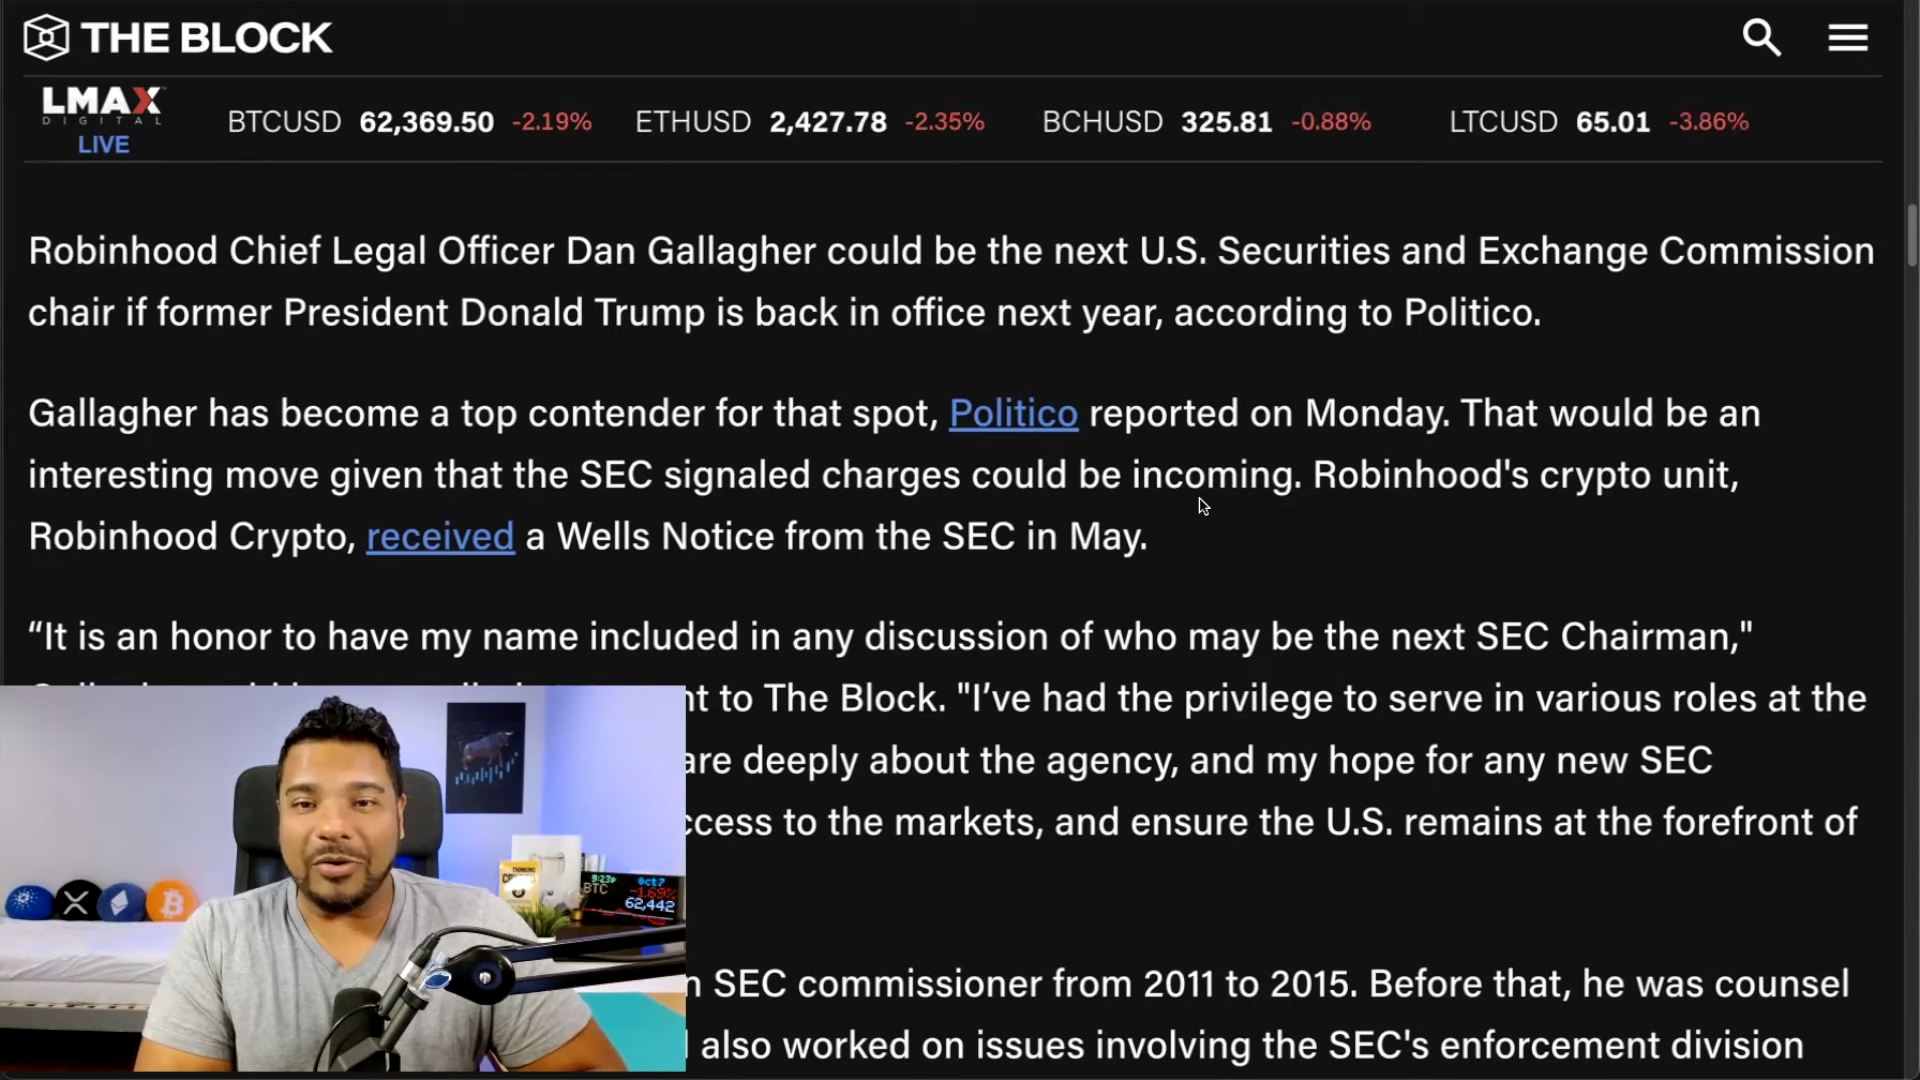 THE BLOCK
LMAX
DIGITAL
LIVE
BTCUSD 62,369.50 -2.19% ETHUSD 2,427.78 -2.35% BCHUSD 325.81 -0.88% LTCUSD 65.01 -3.86%
Robinhood Chief Legal Officer Dan Gallagher could be the next U.S. Securities and Exchange Commission
chair if former President Donald Trump is back in office next year, according to Politico.
Gallagher has become a top contender for that spot, Politico reported on Monday. That would be an
interesting move given that the SEC signaled charges could be incoming. Robinhood's crypto unit,
Robinhood Crypto, received a Wells Notice from the SEC in May.
“It is an honor to have my name included in any discussion of who may be the next SEC Chairman,"
to The Block. "I’ve had the privilege to serve in various roles at the
deeply about the agency, and my hope for any new SEC
to the markets, and ensure the U.S. remains at the forefront of
SEC commissioner from 2011 to 2015. Before that, he was counsel
also worked on issues involving the SEC's enforcement division
THINKING
9:23p Oct7
BTC -1.69%
62,442